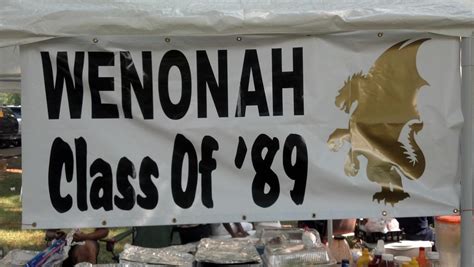 WENONAH
Class Of '89